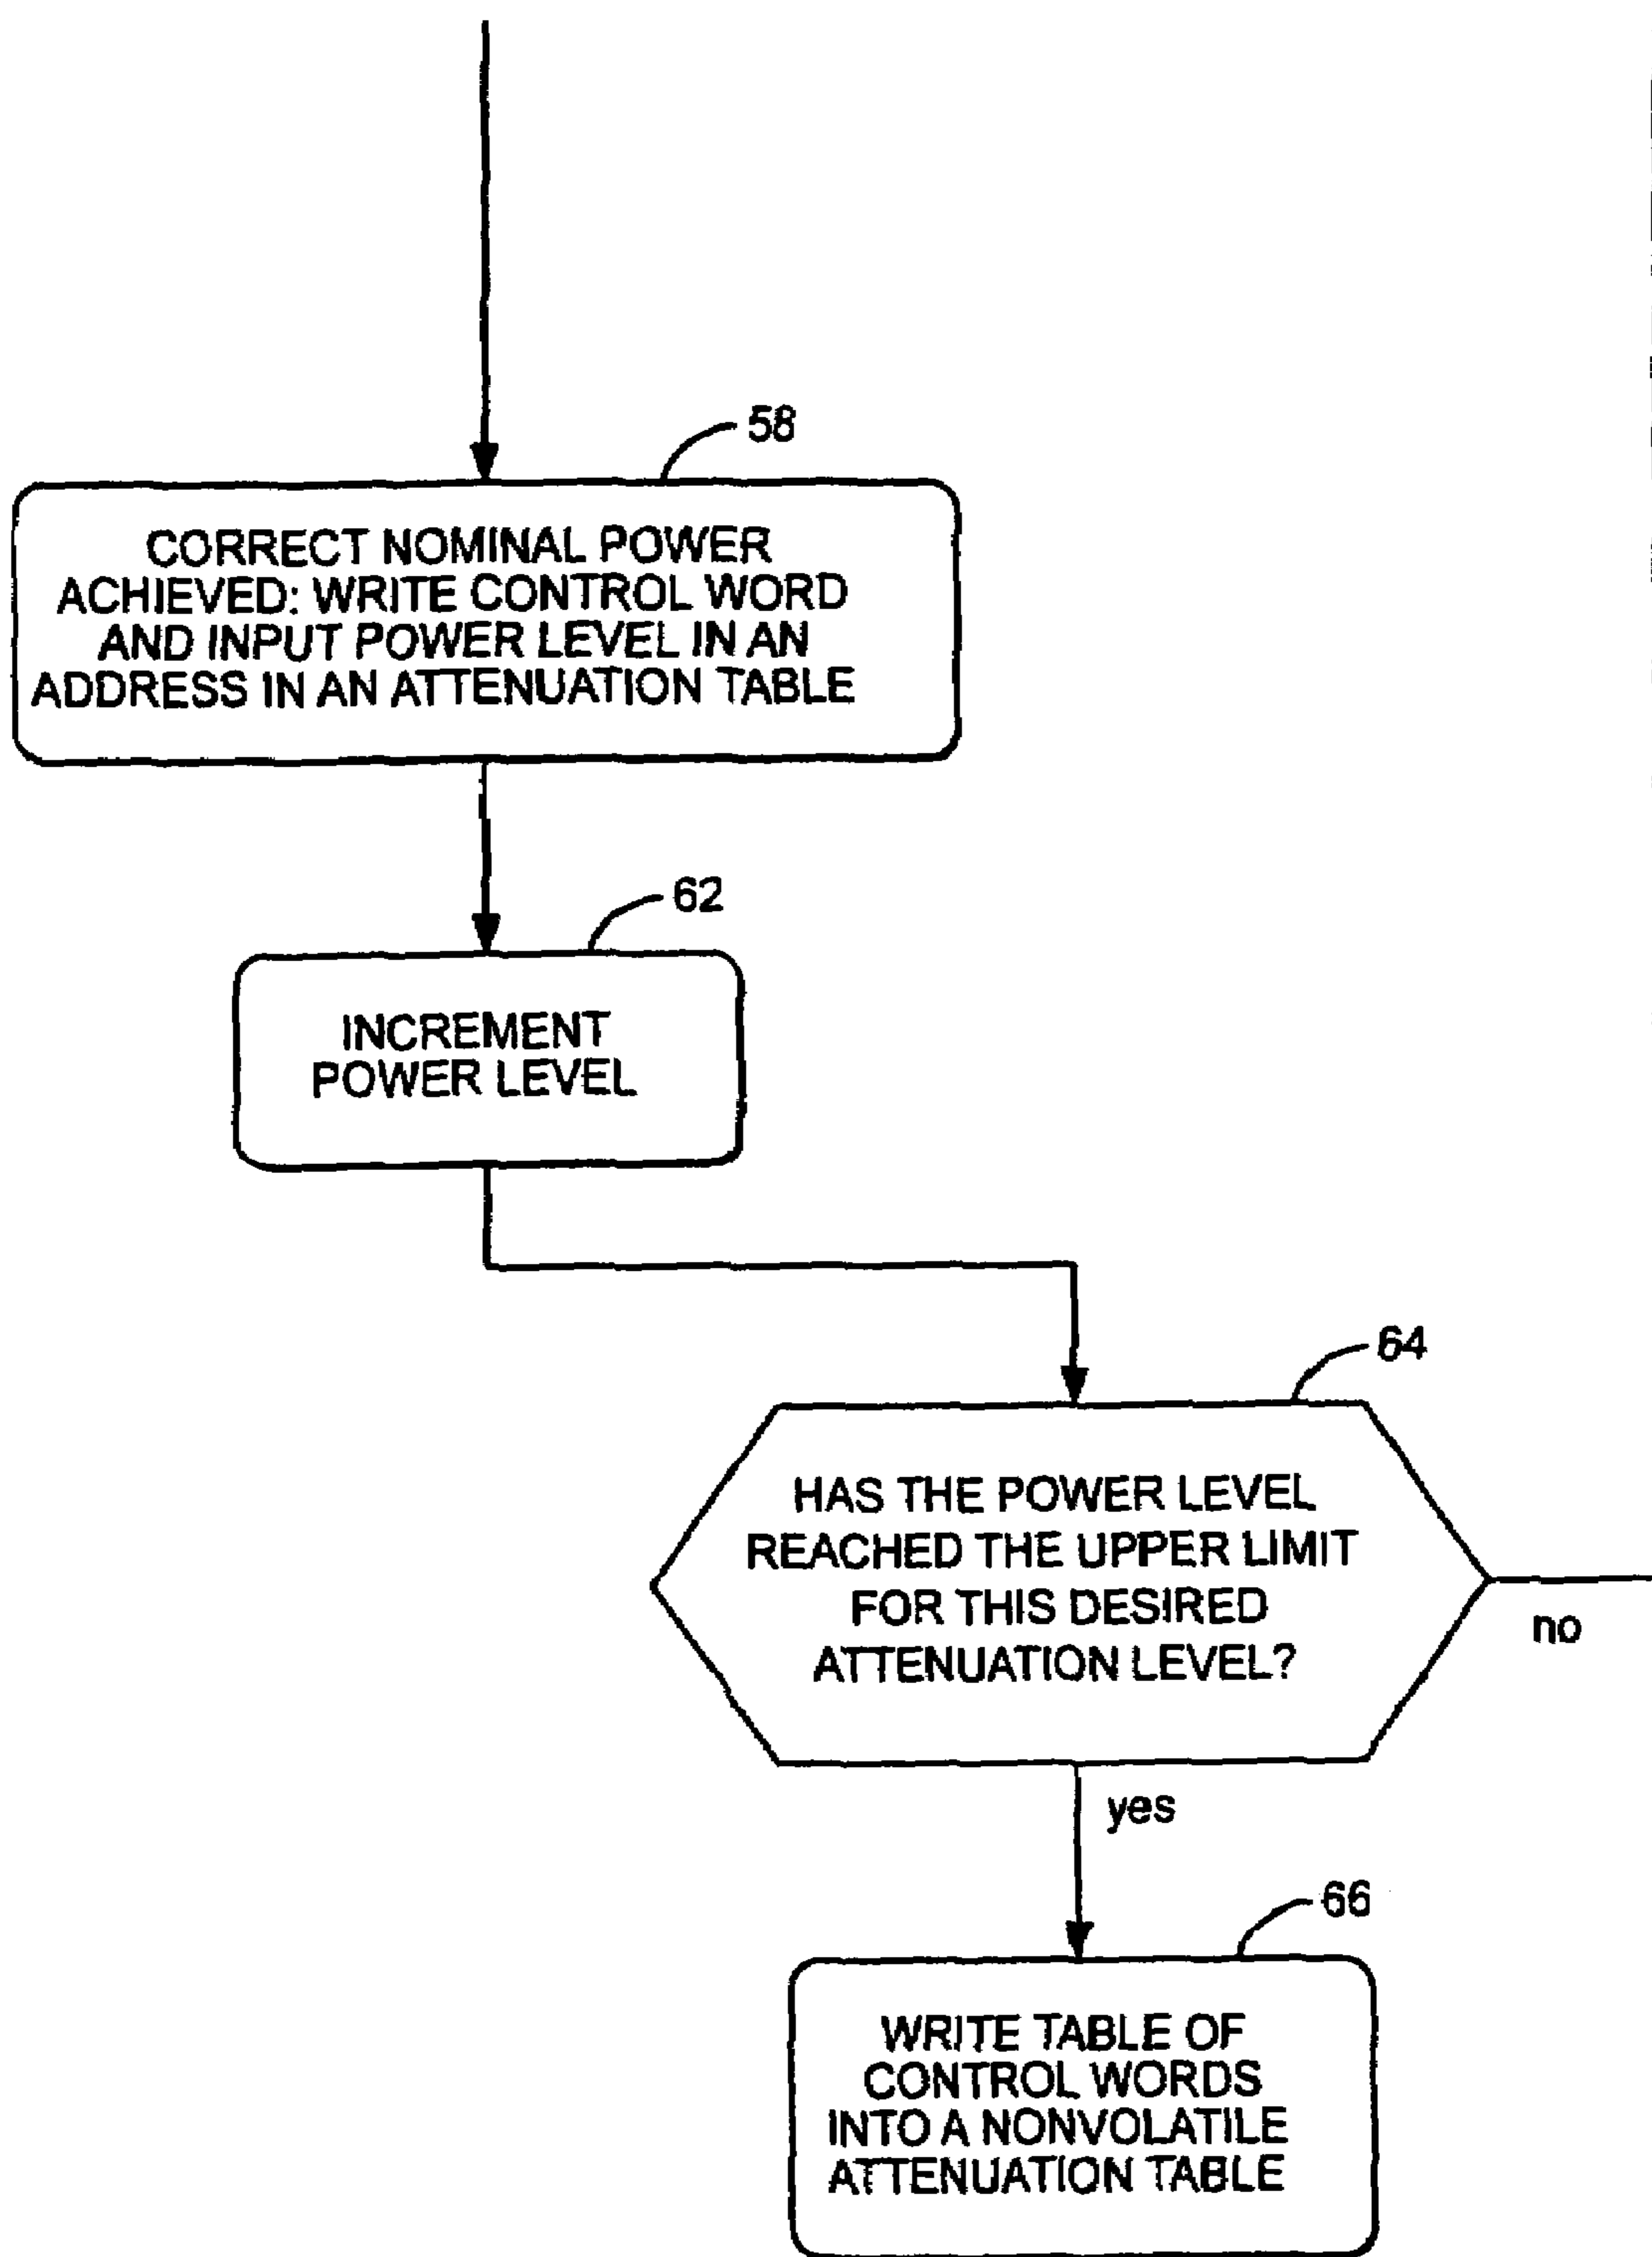 58
CORRECT NOMINAL POWER
ACHIEVED: WRITE CONTROL WORD
AND INPUT POWER LEVEL IN AN
ADDRESS IN AN ATTENUATION TABLE
62
INCREMENT
POWER LEVEL
64
HAS THE POWER LEVEL
REACHED THE UPPER LIMIT
FOR THIS DESIRED
ATTENUATION LEVEL?
no
yes
66
WRITE TABLE OF
CONTROL WORDS
INTO A NONVOLATILE
ATTENUATION TABLE